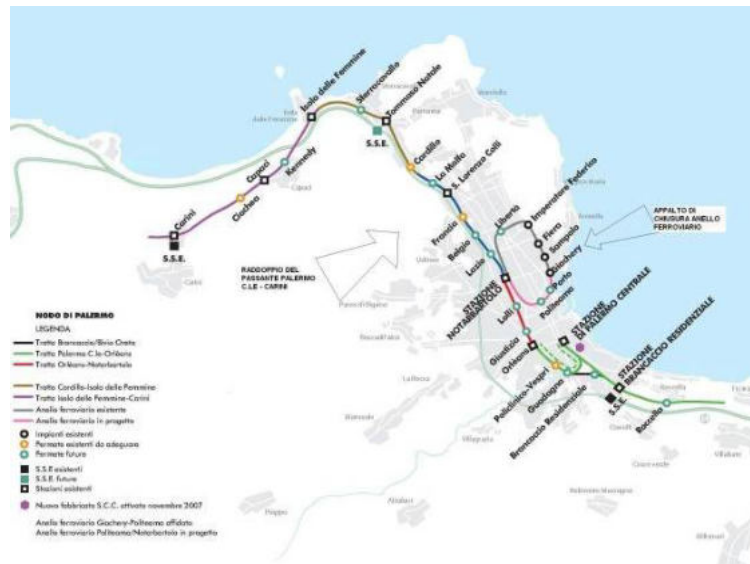 Isola delle Femmine
Sferracavallo
Tommaso Natale
S.S.E.
Cardillo
La Malfa
S. Lorenzo Colli
Capaci
Kennedy
Ciachea
Capaci
Carini
S.S.E.
Carini
Francia
Belgio
Lazio
Libertà
Imperatore Federico
Fiera
Sampolo
Giachery
Porto
Politeama
APPALTO DI
CHIUSURA ANELLO
FERROVIARIO
RADDOPPIO DEL
PASSANTE PALERMO
C.LE - CARINI
STAZIONE
NOTARBARTOLO
Lolli
Giustizia
Orléans
STAZIONE
DI PALERMO CENTRALE
STAZIONE
BRANCACCIO RESIDENZIALE
Policlinico-Vespri
Guadagna
Brancaccio Residenziale
S.S.E.
Roccella
NODO DI PALERMO
LEGENDA
Tratta Brancaccio/Bivio Oreto
Tratta Palermo C.le-Orléans
Tratta Orléans-Notarbartolo
Tratta Cardillo-Isola delle Femmine
Tratta Isola delle Femmine-Carini
Anello ferroviario esistente
Anello ferroviario in progetto
Impianti esistenti
Fermate esistenti da adeguare
Fermate future
S.S.E esistenti
S.S.E. future
Stazioni esistenti
Nuovo fabbricato S.C.C. attivato novembre 2007
Anello ferroviario Giachery-Politeama affidato
Anello ferroviario Politeama/Notarbartolo in progetto